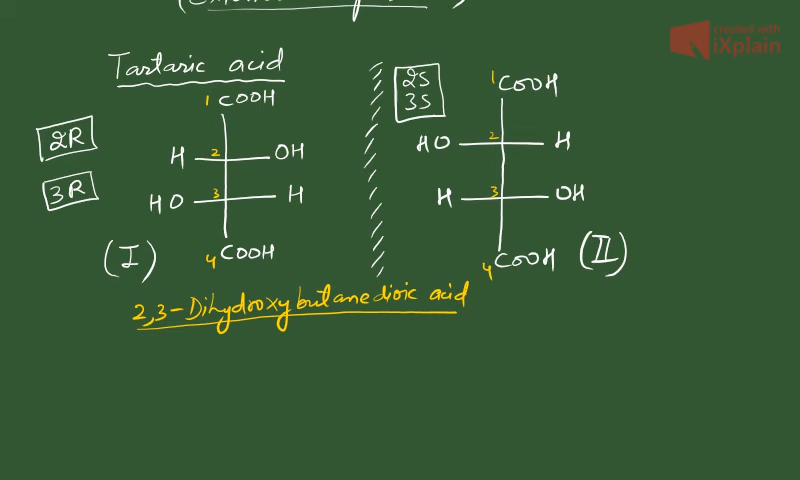 created with
iXplain
Tartaric acid
2R
3R
1 COOH
H 2 OH
HO 3 H
4 COOH
(I)
2S
3S
1 COOH
HO 2 H
H 3 OH
4 COOH
(II)
2,3-Dihydroxybutanedioic acid